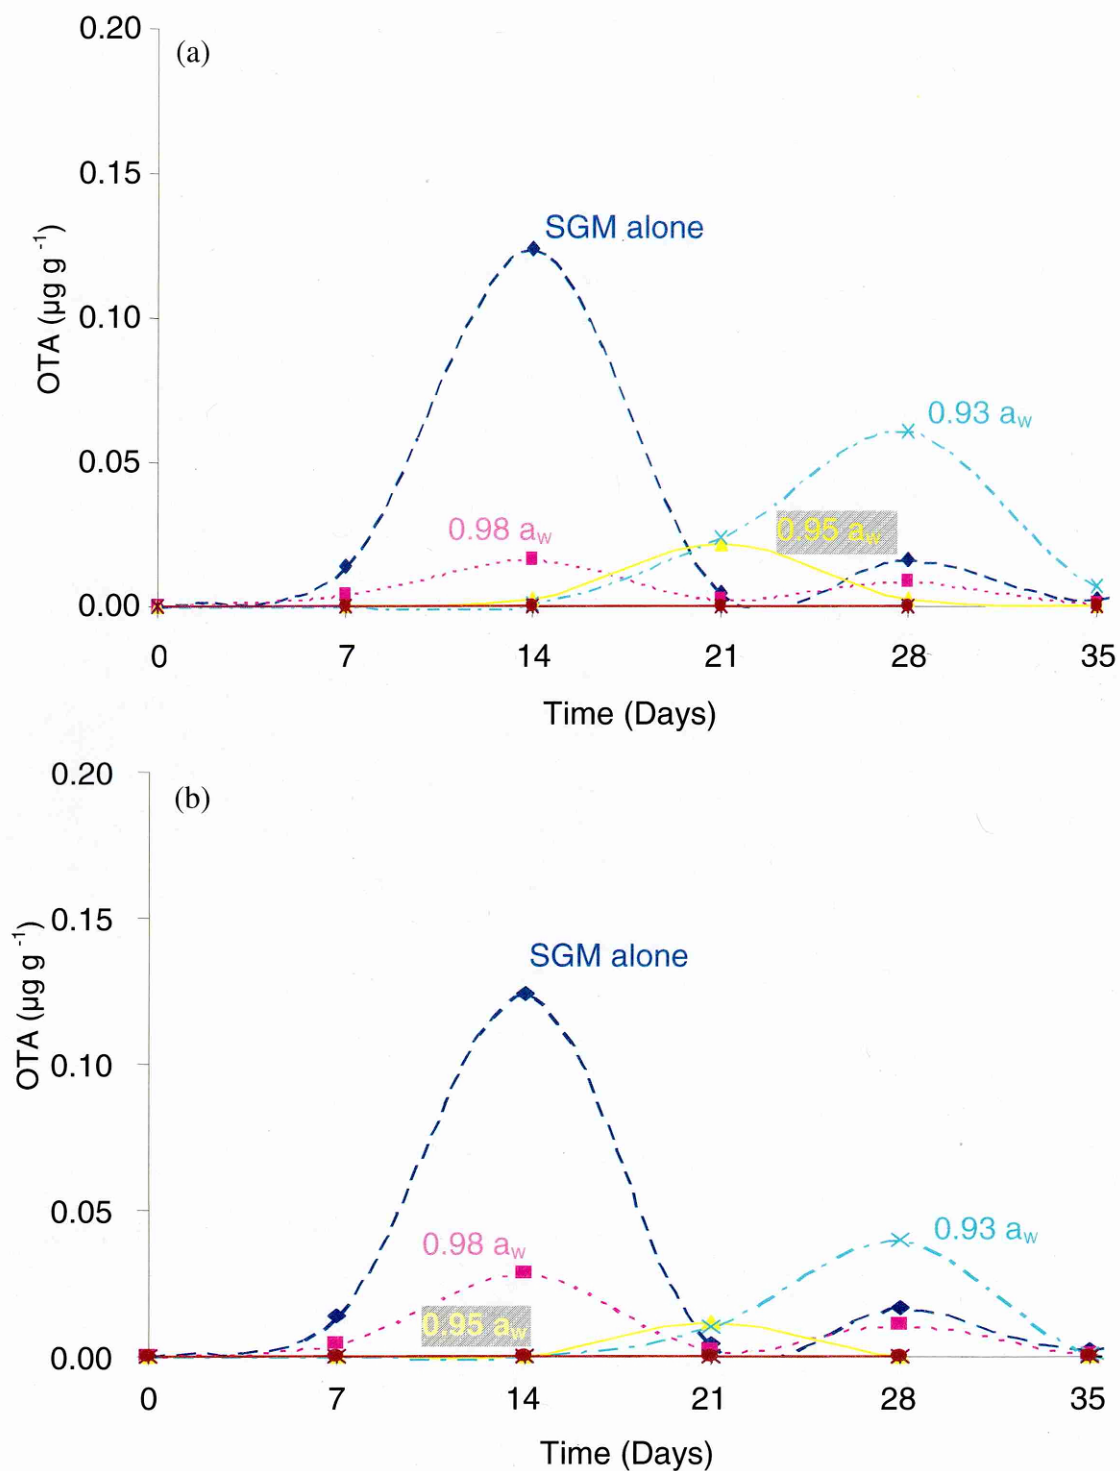 (a)
0.20
0.15
0.10
0.05
0.00
OTA (µg g⁻¹)
SGM alone
0.98 aw
0.95 aw
0.93 aw
0 7 14 21 28 35
Time (Days)
(b)
0.20
0.15
0.10
0.05
0.00
OTA (µg g⁻¹)
SGM alone
0.98 aw
0.95 aw
0.93 aw
0 7 14 21 28 35
Time (Days)